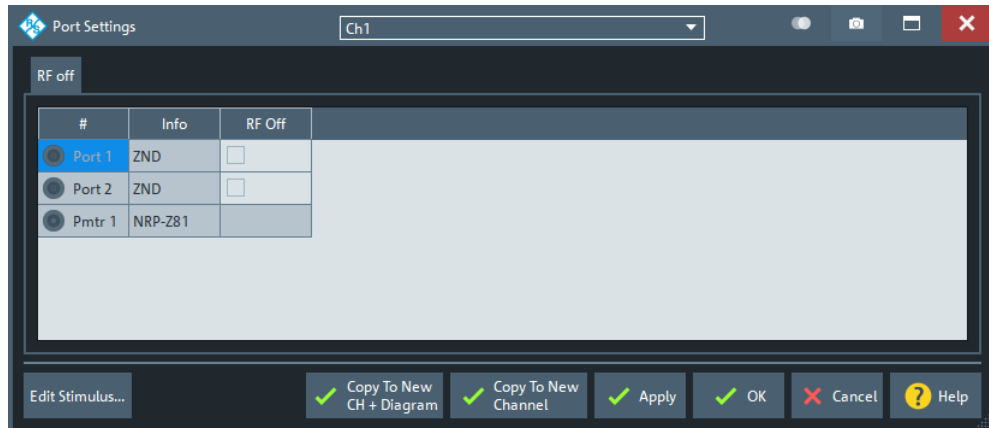 Port Settings
Ch1
RF off
# Info RF Off
Port 1 ZND
Port 2 ZND
Pmtr 1 NRP-Z81
Edit Stimulus...
Copy To New
CH + Diagram
Copy To New
Channel
Apply
OK
Cancel
? Help